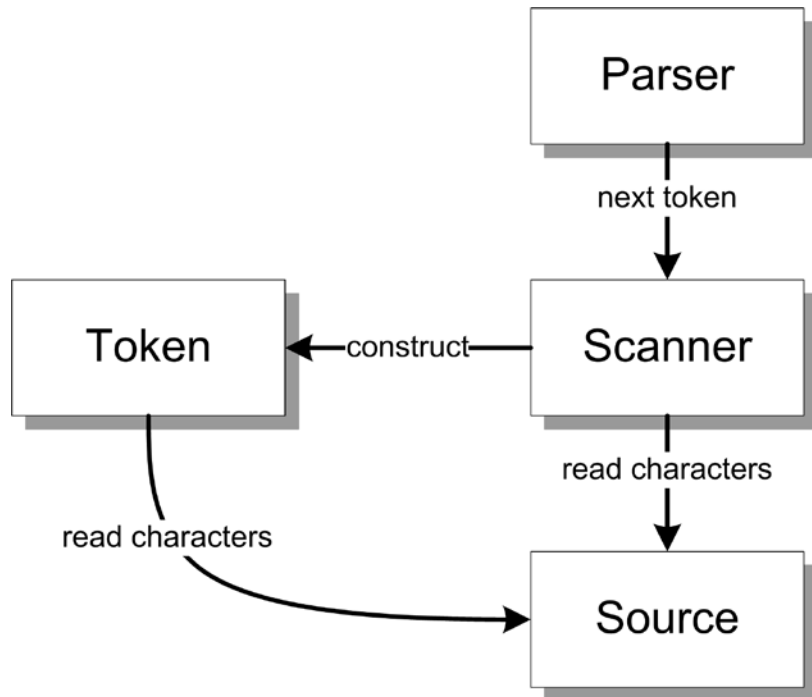 Parser
next token
Token
construct
Scanner
read characters
read characters
Source